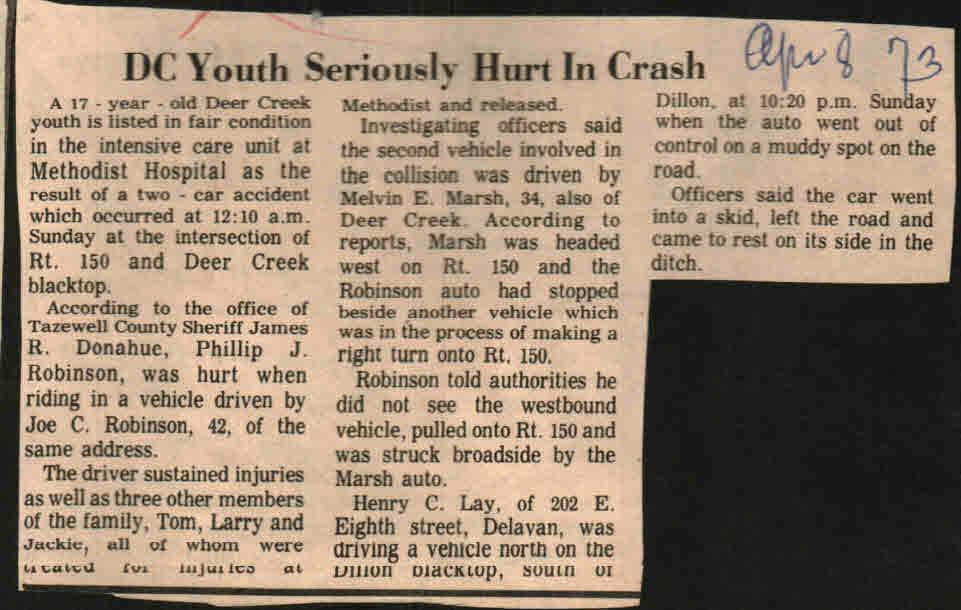 DC Youth Seriously Hurt In Crash
Apr 8 73
A 17 - year - old Deer Creek
youth is listed in fair condition
in the intensive care unit at
Methodist Hospital as the
result of a two - car accident
which occurred at 12:10 a.m.
Sunday at the intersection of
Rt. 150 and Deer Creek
blacktop.
According to the office of
Tazewell County Sheriff James
R. Donahue, Phillip J.
Robinson, was hurt when
riding in a vehicle driven by
Joe C. Robinson, 42, of the
same address.
The driver sustained injuries
as well as three other members
of the family, Tom, Larry and
Jackie, all of whom were
treated for injuries at
Methodist and released.
Investigating officers said
the second vehicle involved in
the collision was driven by
Melvin E. Marsh, 34, also of
Deer Creek. According to
reports, Marsh was headed
west on Rt. 150 and the
Robinson auto had stopped
beside another vehicle which
was in the process of making a
right turn onto Rt. 150.
Robinson told authorities he
did not see the westbound
vehicle, pulled onto Rt. 150 and
was struck broadside by the
Marsh auto.
Henry C. Lay, of 202 E.
Eighth street, Delavan, was
driving a vehicle north on the
Dillon blacktop, south of
Dillon, at 10:20 p.m. Sunday
when the auto went out of
control on a muddy spot on the
road.
Officers said the car went
into a skid, left the road and
came to rest on its side in the
ditch.